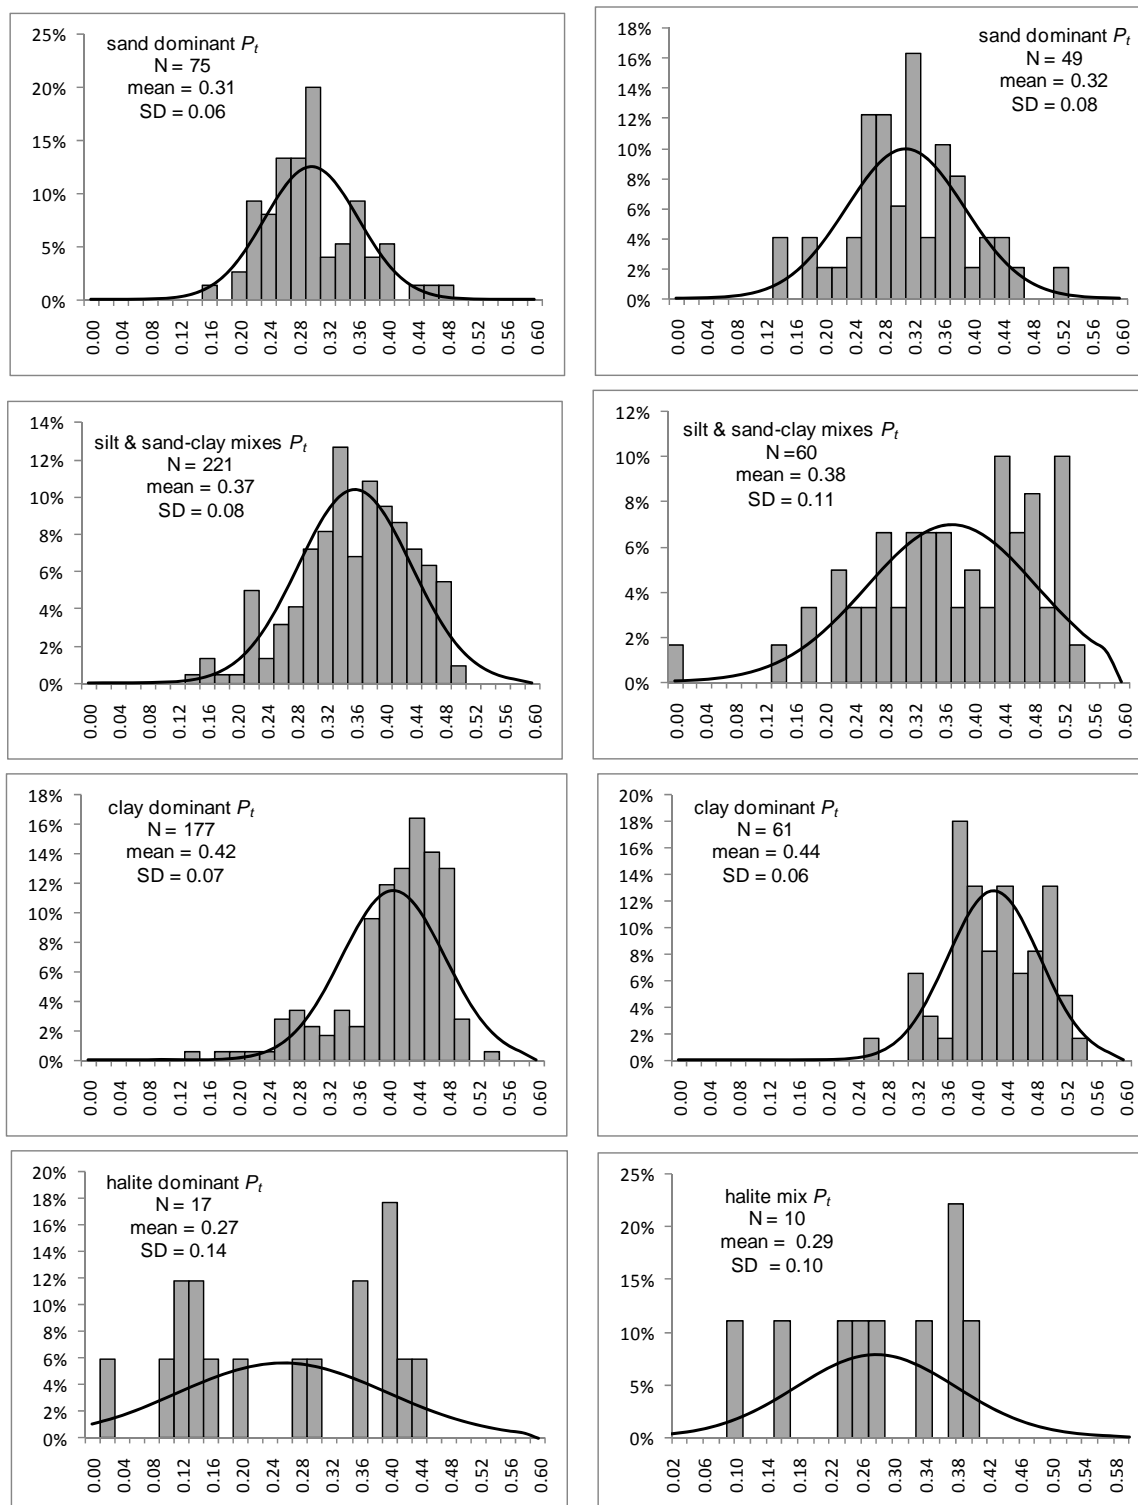 25%
20%
15%
10%
5%
0%
sand dominant Pt
N = 75
mean = 0.31
SD = 0.06
0.00 0.04 0.08 0.12 0.16 0.20 0.24 0.28 0.32 0.36 0.40 0.44 0.48 0.52 0.56 0.60
18%
16%
14%
12%
10%
8%
6%
4%
2%
0%
sand dominant Pt
N = 49
mean = 0.32
SD = 0.08
0.00 0.04 0.08 0.12 0.16 0.20 0.24 0.28 0.32 0.36 0.40 0.44 0.48 0.52 0.56 0.60
14%
12%
10%
8%
6%
4%
2%
0%
silt & sand-clay mixes Pt
N = 221
mean = 0.37
SD = 0.08
0.00 0.04 0.08 0.12 0.16 0.20 0.24 0.28 0.32 0.36 0.40 0.44 0.48 0.52 0.56 0.60
12%
10%
8%
6%
4%
2%
0%
silt & sand-clay mixes Pt
N =60
mean = 0.38
SD = 0.11
0.00 0.04 0.08 0.12 0.16 0.20 0.24 0.28 0.32 0.36 0.40 0.44 0.48 0.52 0.56 0.60
18%
16%
14%
12%
10%
8%
6%
4%
2%
0%
clay dominant Pt
N = 177
mean = 0.42
SD = 0.07
0.00 0.04 0.08 0.12 0.16 0.20 0.24 0.28 0.32 0.36 0.40 0.44 0.48 0.52 0.56 0.60
20%
18%
16%
14%
12%
10%
8%
6%
4%
2%
0%
clay dominant Pt
N = 61
mean = 0.44
SD = 0.06
0.00 0.04 0.08 0.12 0.16 0.20 0.24 0.28 0.32 0.36 0.40 0.44 0.48 0.52 0.56 0.60
20%
18%
16%
14%
12%
10%
8%
6%
4%
2%
0%
halite dominant Pt
N = 17
mean = 0.27
SD = 0.14
0.00 0.04 0.08 0.12 0.16 0.20 0.24 0.28 0.32 0.36 0.40 0.44 0.48 0.52 0.56 0.60
25%
20%
15%
10%
5%
0%
halite mix Pt
N = 10
mean = 0.29
SD = 0.10
0.02 0.06 0.10 0.14 0.18 0.22 0.26 0.30 0.34 0.38 0.42 0.46 0.50 0.54 0.58